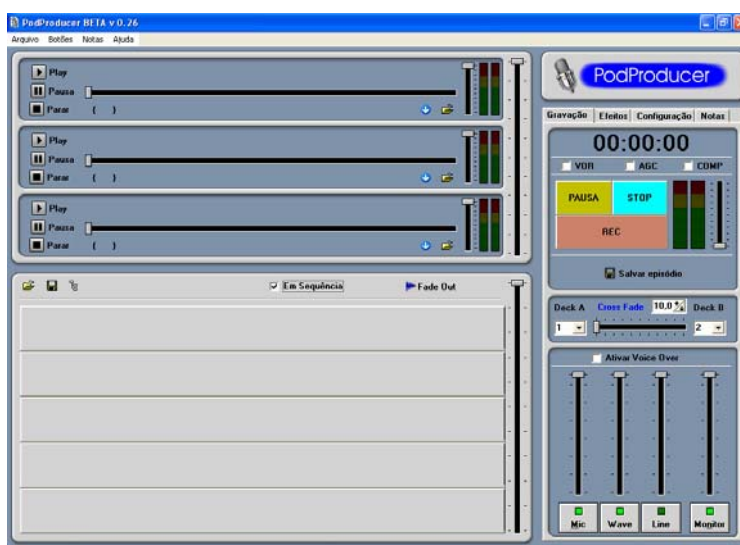 PodProducer BETA v 0.26
Arquivo Botões Notas Ajuda
Play
Pausa
Parar ( )
Play
Pausa
Parar ( )
Play
Pausa
Parar ( )
Em Sequência Fade Out
PodProducer
Gravação Efeitos Configuração Notas
00:00:00
VOR AGC COMP
PAUSA STOP
REC
Salvar episódio
Deck A Cross Fade 10.0 Deck B
1 2
Ativar Voice Over
Mic Wave Line Monitor